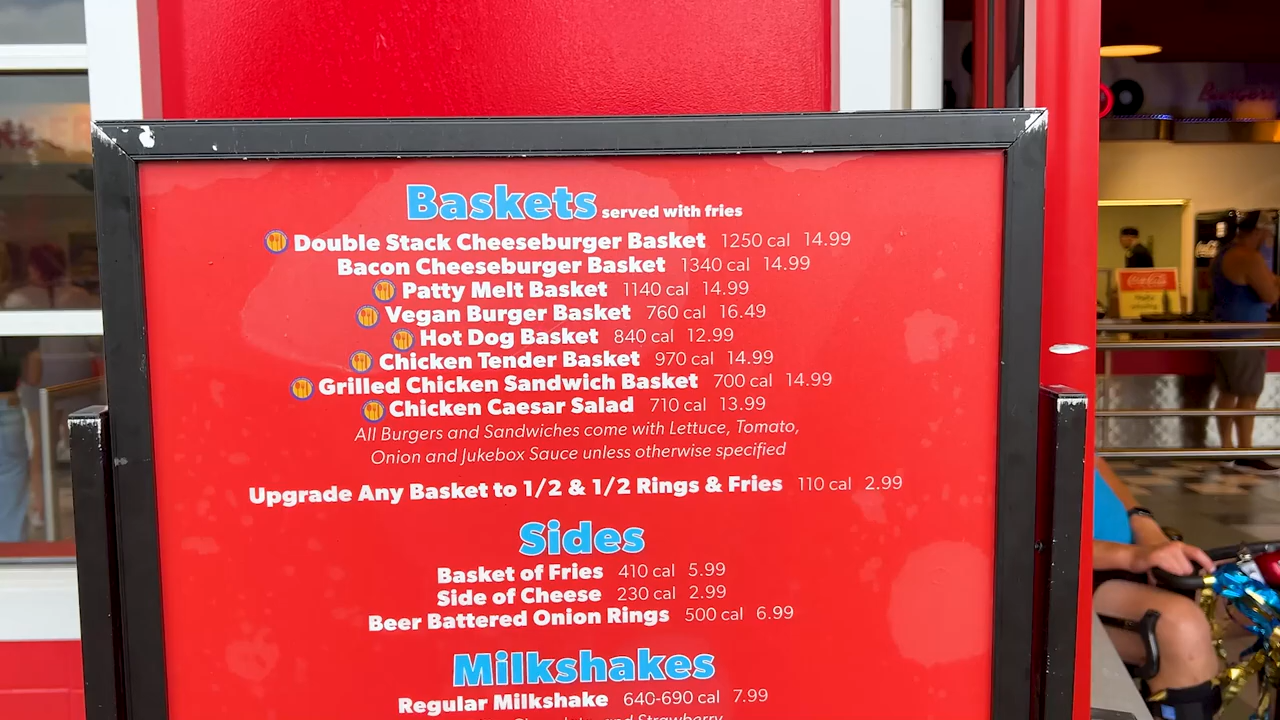 Baskets served with fries
Double Stack Cheeseburger Basket 1250 cal 14.99
Bacon Cheeseburger Basket 1340 cal 14.99
Patty Melt Basket 1140 cal 14.99
Vegan Burger Basket 760 cal 16.49
Hot Dog Basket 840 cal 12.99
Chicken Tender Basket 970 cal 14.99
Grilled Chicken Sandwich Basket 700 cal 14.99
Chicken Caesar Salad 710 cal 13.99
All Burgers and Sandwiches come with Lettuce, Tomato,
Onion and Jukebox Sauce unless otherwise specified
Upgrade Any Basket to 1/2 & 1/2 Rings & Fries 110 cal 2.99
Sides
Basket of Fries 410 cal 5.99
Side of Cheese 230 cal 2.99
Beer Battered Onion Rings 500 cal 6.99
Milkshakes
Regular Milkshake 640-690 cal 7.99
and Strawberry
Coca-Cola